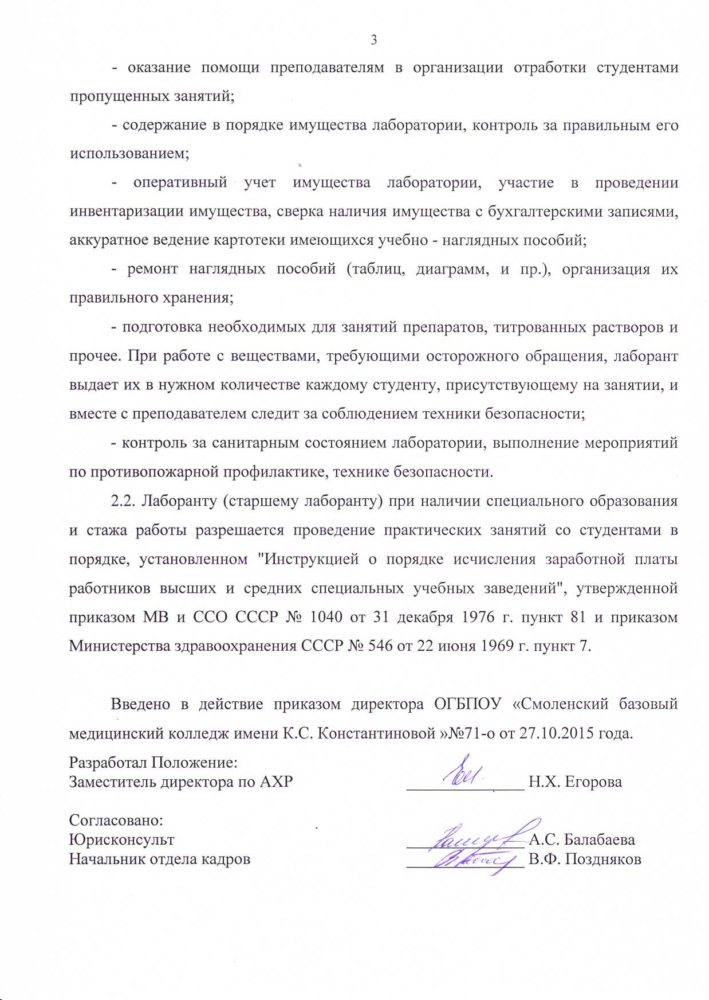 3
- оказание помощи преподавателям в организации отработки студентами
пропущенных занятий;
- содержание в порядке имущества лаборатории, контроль за правильным его
использованием;
- оперативный учет имущества лаборатории, участие в проведении
инвентаризации имущества, сверка наличия имущества с бухгалтерскими записями,
аккуратное ведение картотеки имеющихся учебно - наглядных пособий;
- ремонт наглядных пособий (таблиц, диаграмм, и пр.), организация их
правильного хранения;
- подготовка необходимых для занятий препаратов, титрованных растворов и
прочее. При работе с веществами, требующими осторожного обращения, лаборант
выдает их в нужном количестве каждому студенту, присутствующему на занятии, и
вместе с преподавателем следит за соблюдением техники безопасности;
- контроль за санитарным состоянием лаборатории, выполнение мероприятий
по противопожарной профилактике, технике безопасности.
2.2. Лаборанту (старшему лаборанту) при наличии специального образования
и стажа работы разрешается проведение практических занятий со студентами в
порядке, установленном "Инструкцией о порядке исчисления заработной платы
работников высших и средних специальных учебных заведений", утвержденной
приказом МВ и ССО СССР № 1040 от 31 декабря 1976 г. пункт 81 и приказом
Министерства здравоохранения СССР № 546 от 22 июня 1969 г. пункт 7.
Введено в действие приказом директора ОГБПОУ «Смоленский базовый
медицинский колледж имени К.С. Константиновой »№71-о от 27.10.2015 года.
Разработал Положение:
Заместитель директора по АХР ______________ Н.Х. Егорова
Согласовано:
Юрисконсульт ______________ А.С. Балабаева
Начальник отдела кадров ______________ В.Ф. Поздняков